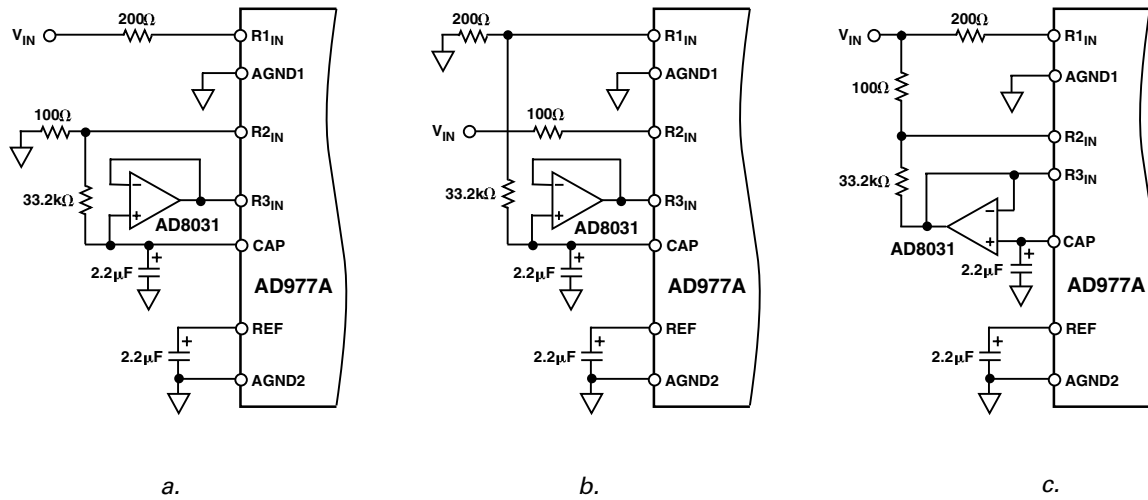 200Ω
V_IN
R1_IN
AGND1
100Ω
R2_IN
33.2kΩ
−
+
AD8031
R3_IN
CAP
+
2.2µF
AD977A
REF
+
2.2µF
AGND2
a.
200Ω
R1_IN
AGND1
100Ω
V_IN
R2_IN
33.2kΩ
−
+
AD8031
R3_IN
CAP
+
2.2µF
AD977A
REF
+
2.2µF
AGND2
b.
200Ω
V_IN
R1_IN
100Ω
AGND1
R2_IN
33.2kΩ
R3_IN
−
+
AD8031
CAP
+
2.2µF
AD977A
REF
+
2.2µF
AGND2
c.